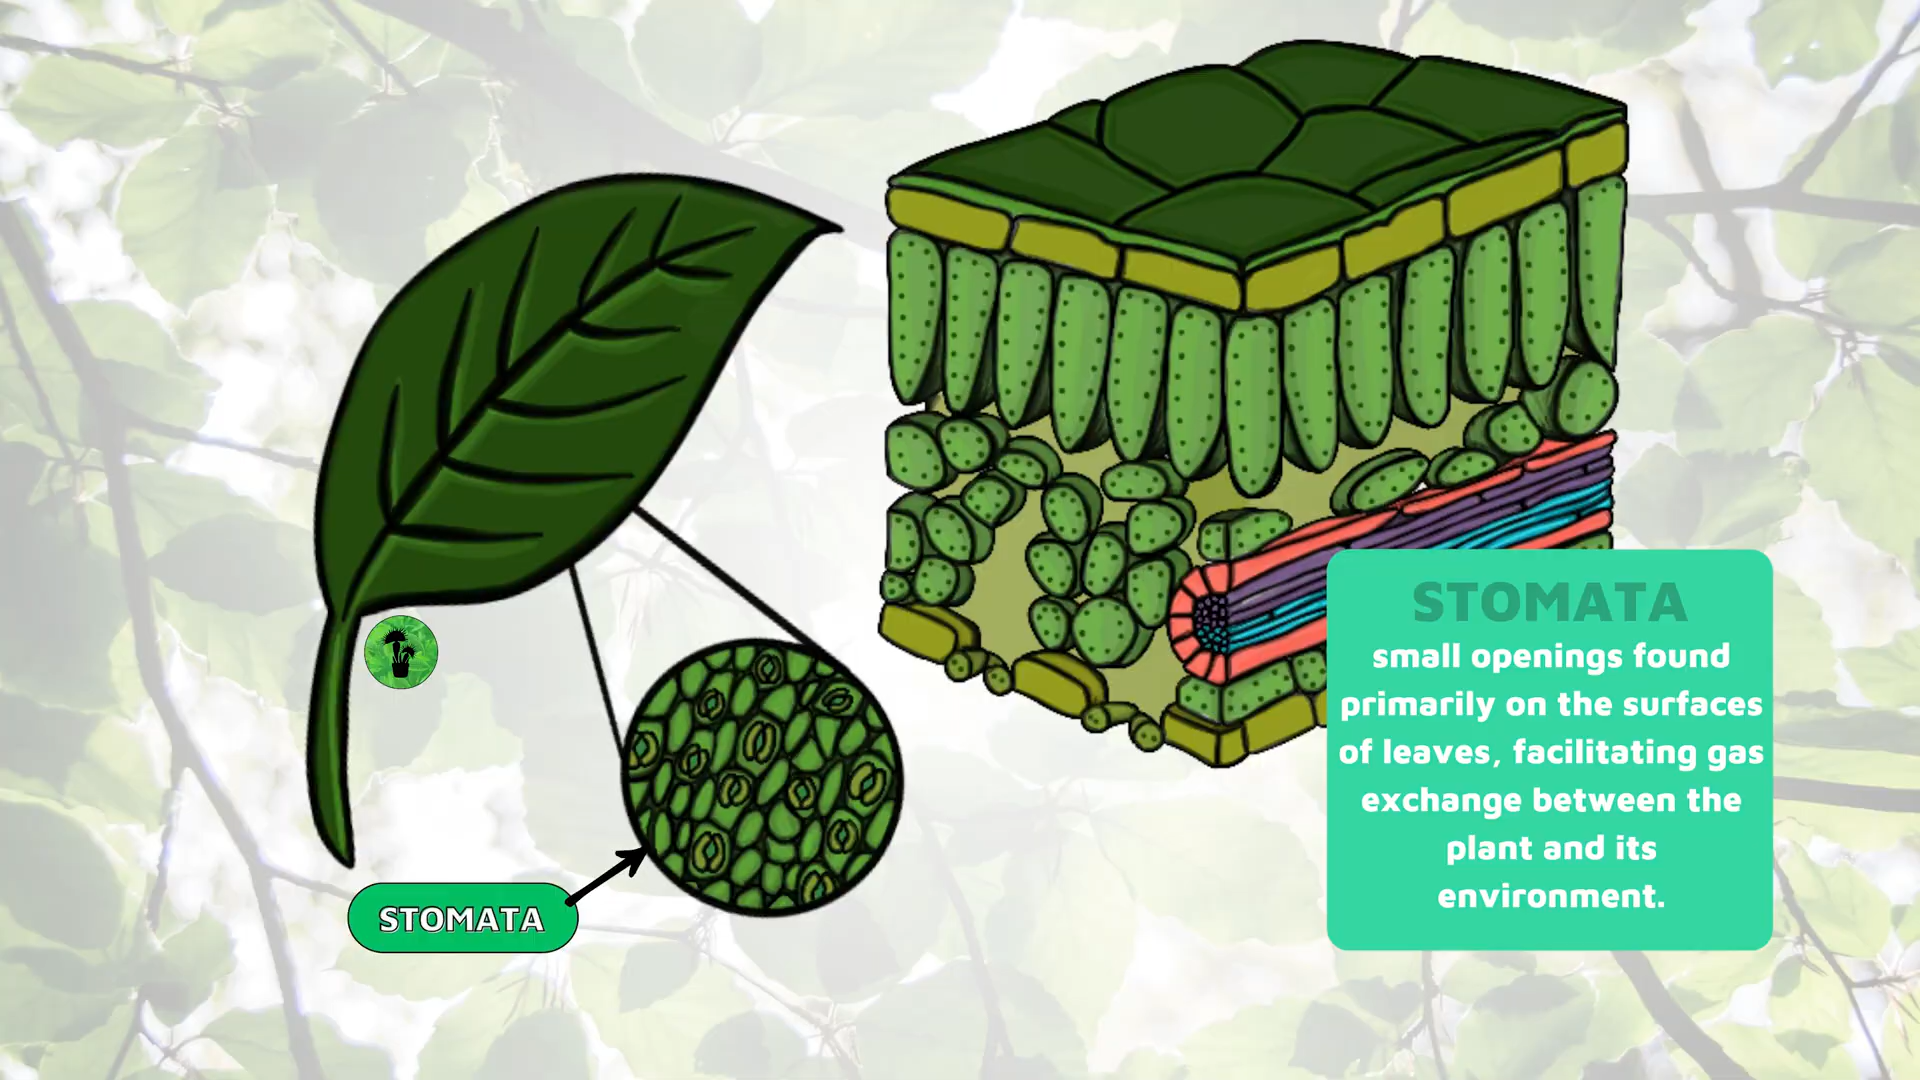 STOMATA
small openings found
primarily on the surfaces
of leaves, facilitating gas
exchange between the
plant and its
environment.
STOMATA